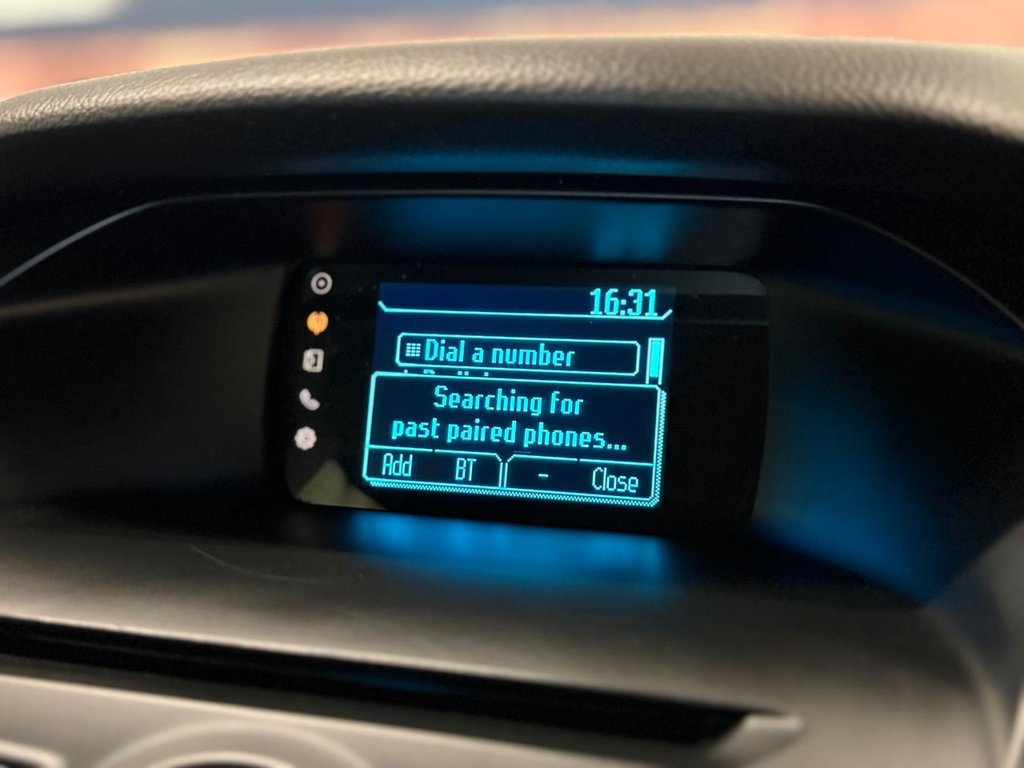 16:31
Dial a number
Searching for
past paired phones...
Add BT - Close